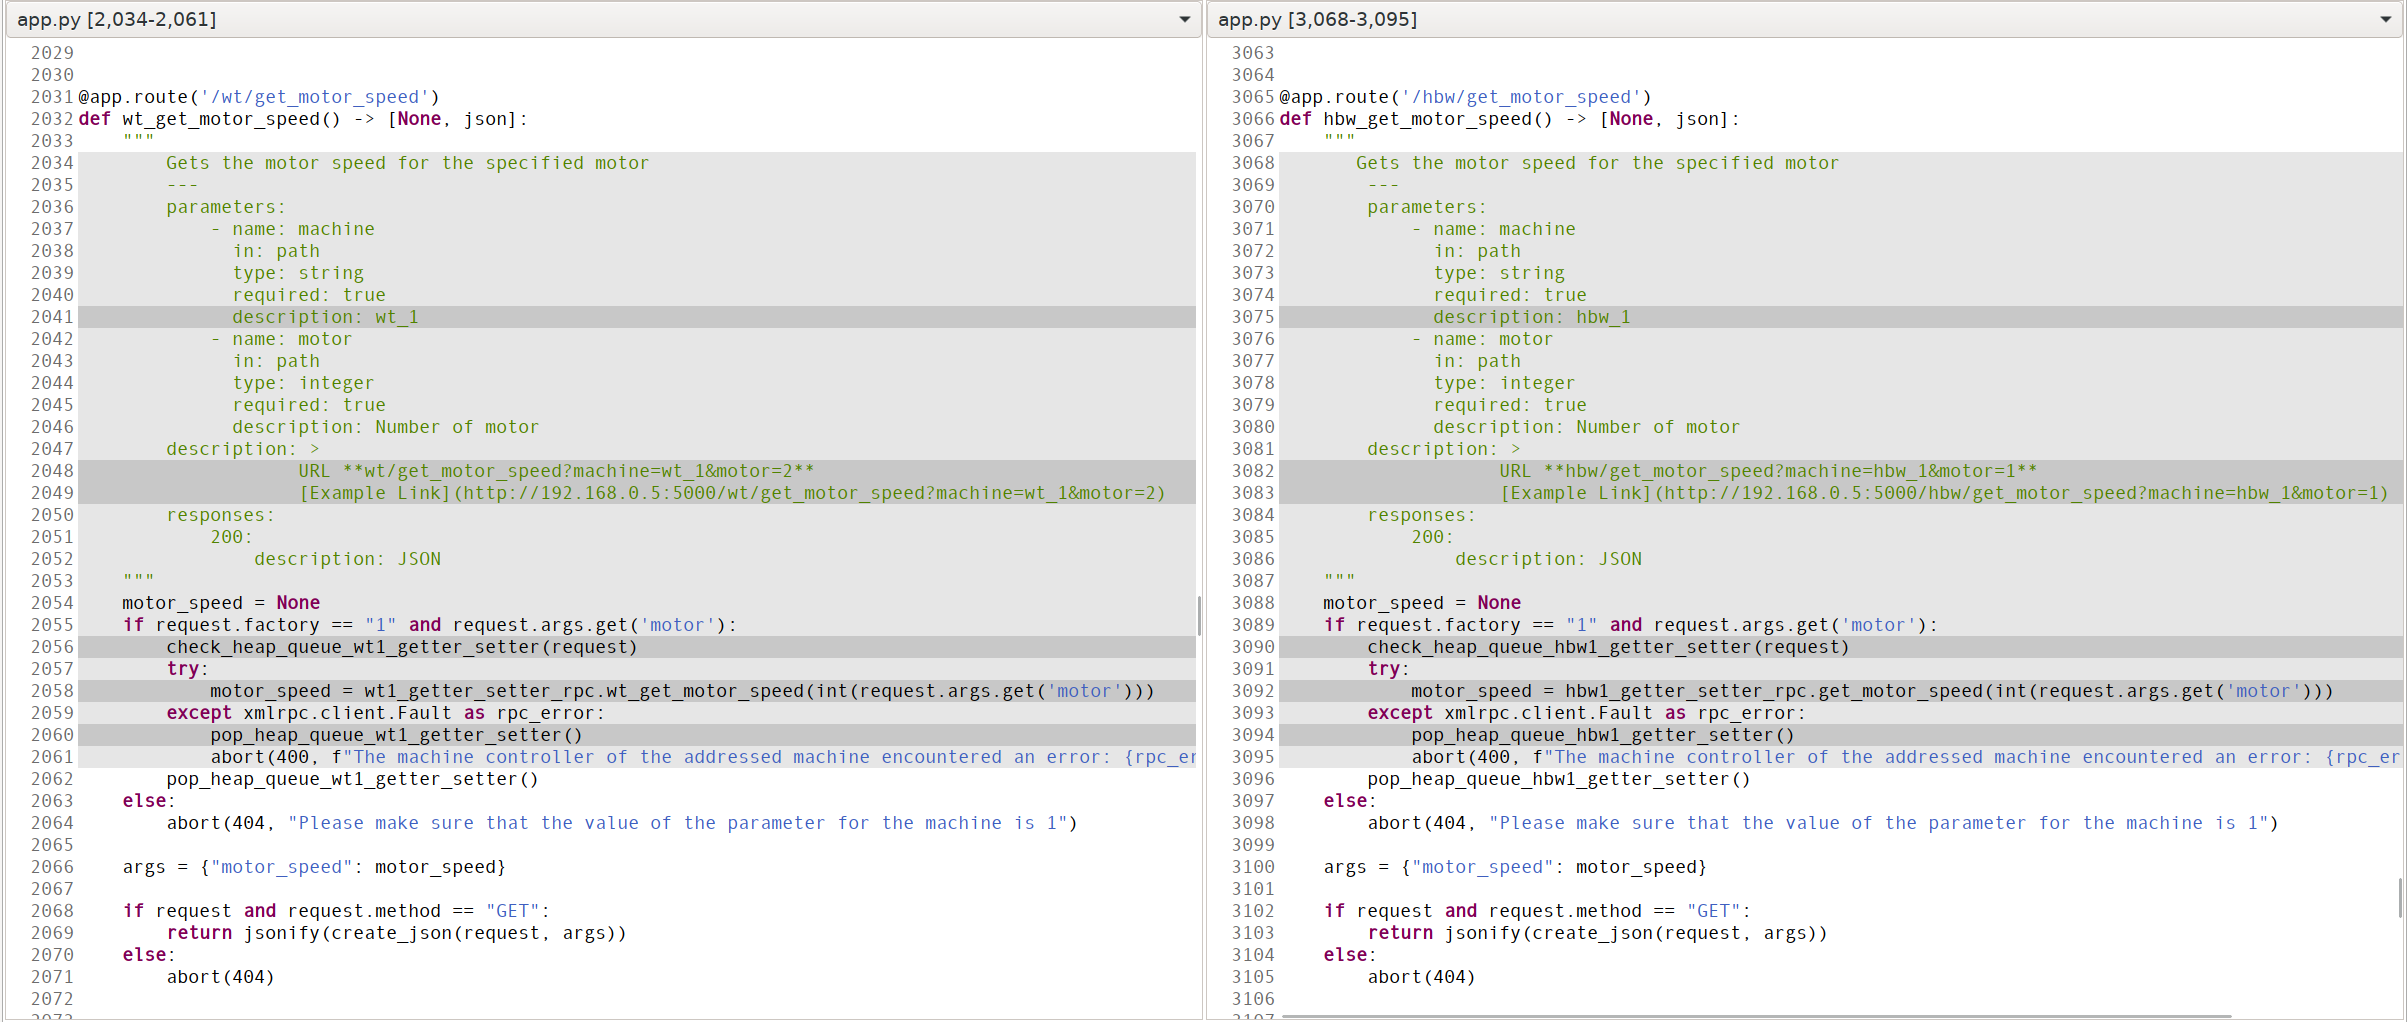 app.py [2,034-2,061]
2029
2030
2031 @app.route('/wt/get_motor_speed')
2032 def wt_get_motor_speed() -> [None, json]:
2033 """
2034 Gets the motor speed for the specified motor
2035 ---
2036 parameters:
2037 - name: machine
2038 in: path
2039 type: string
2040 required: true
2041 description: wt_1
2042 - name: motor
2043 in: path
2044 type: integer
2045 required: true
2046 description: Number of motor
2047 description: >
2048 URL **wt/get_motor_speed?machine=wt_1&motor=2**
2049 [Example Link](http://192.168.0.5:5000/wt/get_motor_speed?machine=wt_1&motor=2)
2050 responses:
2051 200:
2052 description: JSON
2053 """
2054 motor_speed = None
2055 if request.factory == "1" and request.args.get('motor'):
2056 check_heap_queue_wt1_getter_setter(request)
2057 try:
2058 motor_speed = wt1_getter_setter_rpc.wt_get_motor_speed(int(request.args.get('motor')))
2059 except xmlrpc.client.Fault as rpc_error:
2060 pop_heap_queue_wt1_getter_setter()
2061 abort(400, f"The machine controller of the addressed machine encountered an error: {rpc_er
2062 pop_heap_queue_wt1_getter_setter()
2063 else:
2064 abort(404, "Please make sure that the value of the parameter for the machine is 1")
2065
2066 args = {"motor_speed": motor_speed}
2067
2068 if request and request.method == "GET":
2069 return jsonify(create_json(request, args))
2070 else:
2071 abort(404)
2072
app.py [3,068-3,095]
3063
3064
3065 @app.route('/hbw/get_motor_speed')
3066 def hbw_get_motor_speed() -> [None, json]:
3067 """
3068 Gets the motor speed for the specified motor
3069 ---
3070 parameters:
3071 - name: machine
3072 in: path
3073 type: string
3074 required: true
3075 description: hbw_1
3076 - name: motor
3077 in: path
3078 type: integer
3079 required: true
3080 description: Number of motor
3081 description: >
3082 URL **hbw/get_motor_speed?machine=hbw_1&motor=1**
3083 [Example Link](http://192.168.0.5:5000/hbw/get_motor_speed?machine=hbw_1&motor=1)
3084 responses:
3085 200:
3086 description: JSON
3087 """
3088 motor_speed = None
3089 if request.factory == "1" and request.args.get('motor'):
3090 check_heap_queue_hbw1_getter_setter(request)
3091 try:
3092 motor_speed = hbw1_getter_setter_rpc.get_motor_speed(int(request.args.get('motor')))
3093 except xmlrpc.client.Fault as rpc_error:
3094 pop_heap_queue_hbw1_getter_setter()
3095 abort(400, f"The machine controller of the addressed machine encountered an error: {rpc_er
3096 pop_heap_queue_hbw1_getter_setter()
3097 else:
3098 abort(404, "Please make sure that the value of the parameter for the machine is 1")
3099
3100 args = {"motor_speed": motor_speed}
3101
3102 if request and request.method == "GET":
3103 return jsonify(create_json(request, args))
3104 else:
3105 abort(404)
3106